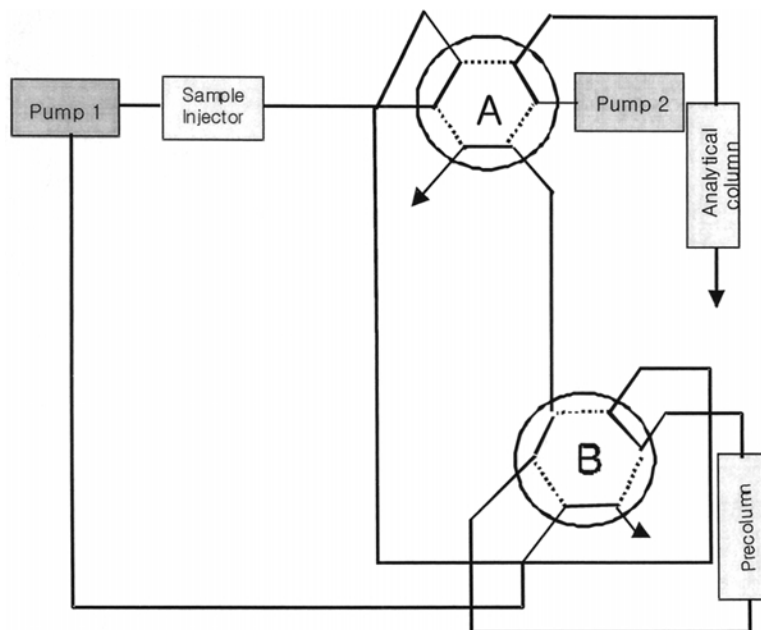 Pump 1
Sample
Injector
A
Pump 2
Analytical
column
B
Precolumn